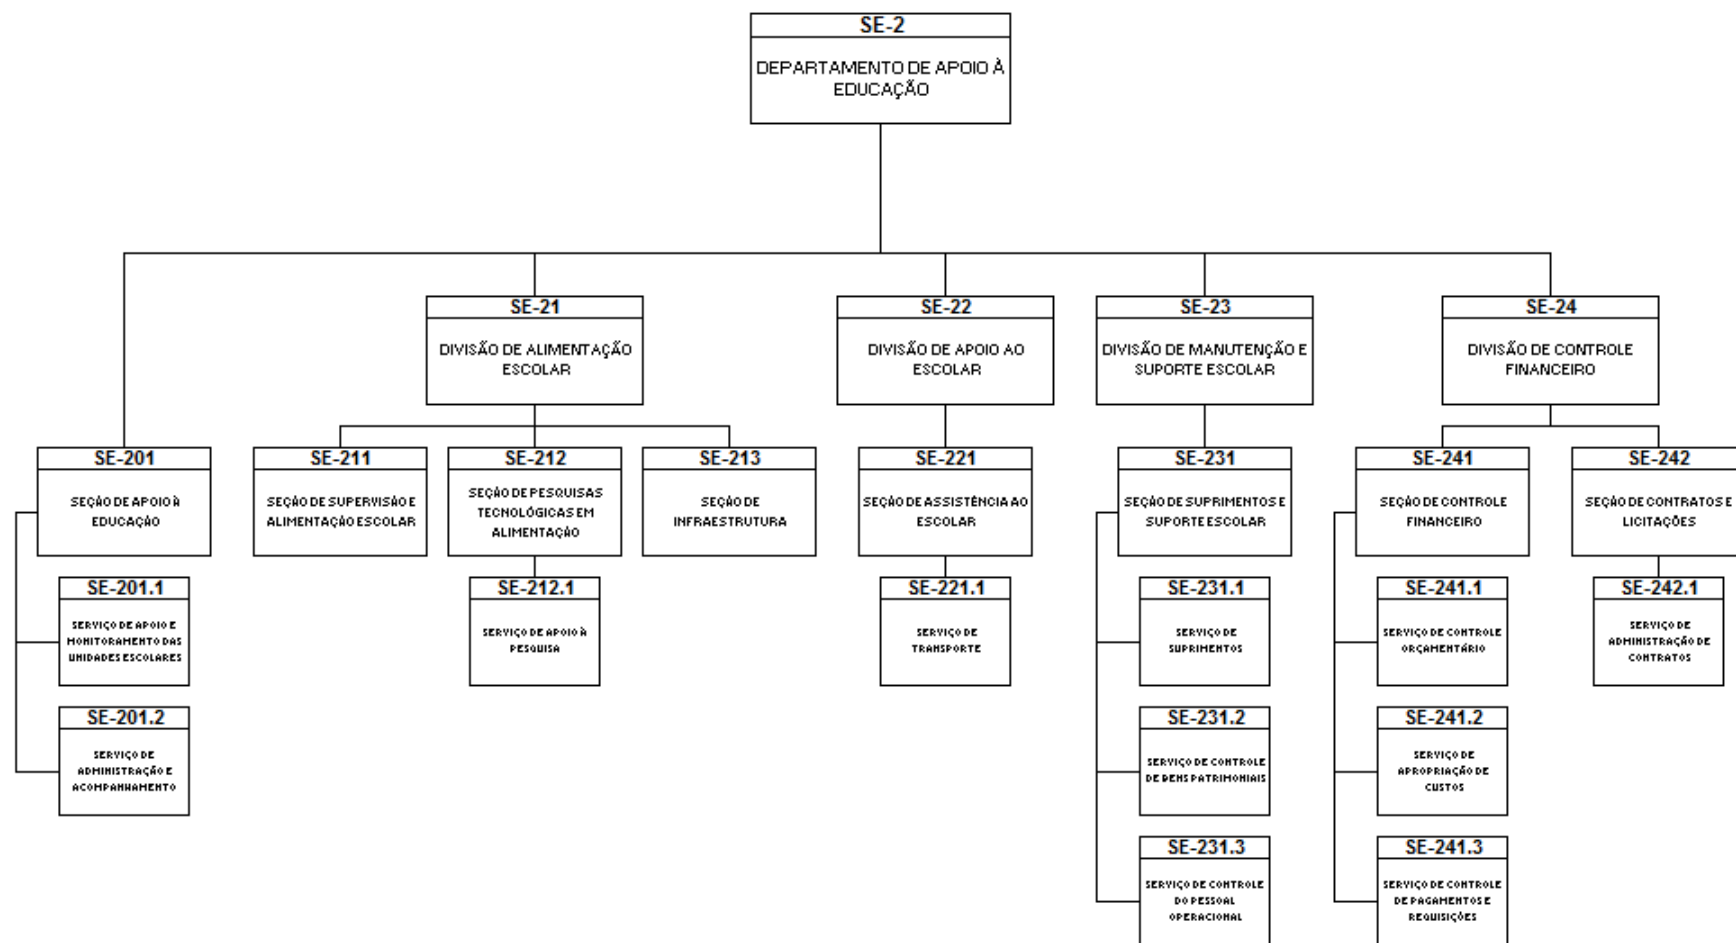 SE-2
DEPARTAMENTO DE APOIO À
EDUCAÇÃO
SE-21
DIVISÃO DE ALIMENTAÇÃO
ESCOLAR
SE-22
DIVISÃO DE APOIO AO
ESCOLAR
SE-23
DIVISÃO DE MANUTENÇÃO E
SUPORTE ESCOLAR
SE-24
DIVISÃO DE CONTROLE
FINANCEIRO
SE-201
SEÇÃO DE APOIO À
EDUCAÇÃO
SE-211
SEÇÃO DE SUPERVISÃO E
ALIMENTAÇÃO ESCOLAR
SE-212
SEÇÃO DE PESQUISAS
TECNOLÓGICAS EM
ALIMENTAÇÃO
SE-213
SEÇÃO DE
INFRAESTRUTURA
SE-221
SEÇÃO DE ASSISTÊNCIA AO
ESCOLAR
SE-231
SEÇÃO DE SUPRIMENTOS E
SUPORTE ESCOLAR
SE-241
SEÇÃO DE CONTROLE
FINANCEIRO
SE-242
SEÇÃO DE CONTRATOS E
LICITAÇÕES
SE-201.1
SERVIÇO DE APOIO E
MONITORAMENTO DAS
UNIDADES ESCOLARES
SE-212.1
SERVIÇO DE APOIO À
PESQUISA
SE-221.1
SERVIÇO DE
TRANSPORTE
SE-231.1
SERVIÇO DE
SUPRIMENTOS
SE-241.1
SERVIÇO DE CONTROLE
ORÇAMENTÁRIO
SE-242.1
SERVIÇO DE
ADMINISTRAÇÃO DE
CONTRATOS
SE-201.2
SERVIÇO DE
ADMINISTRAÇÃO E
ACOMPANHAMENTO
SE-231.2
SERVIÇO DE CONTROLE
DE BENS PATRIMONIAIS
SE-241.2
SERVIÇO DE
APROPRIAÇÃO DE
CUSTOS
SE-231.3
SERVIÇO DE CONTROLE
DO PESSOAL
OPERACIONAL
SE-241.3
SERVIÇO DE CONTROLE
DE PAGAMENTOS E
REQUISIÇÕES